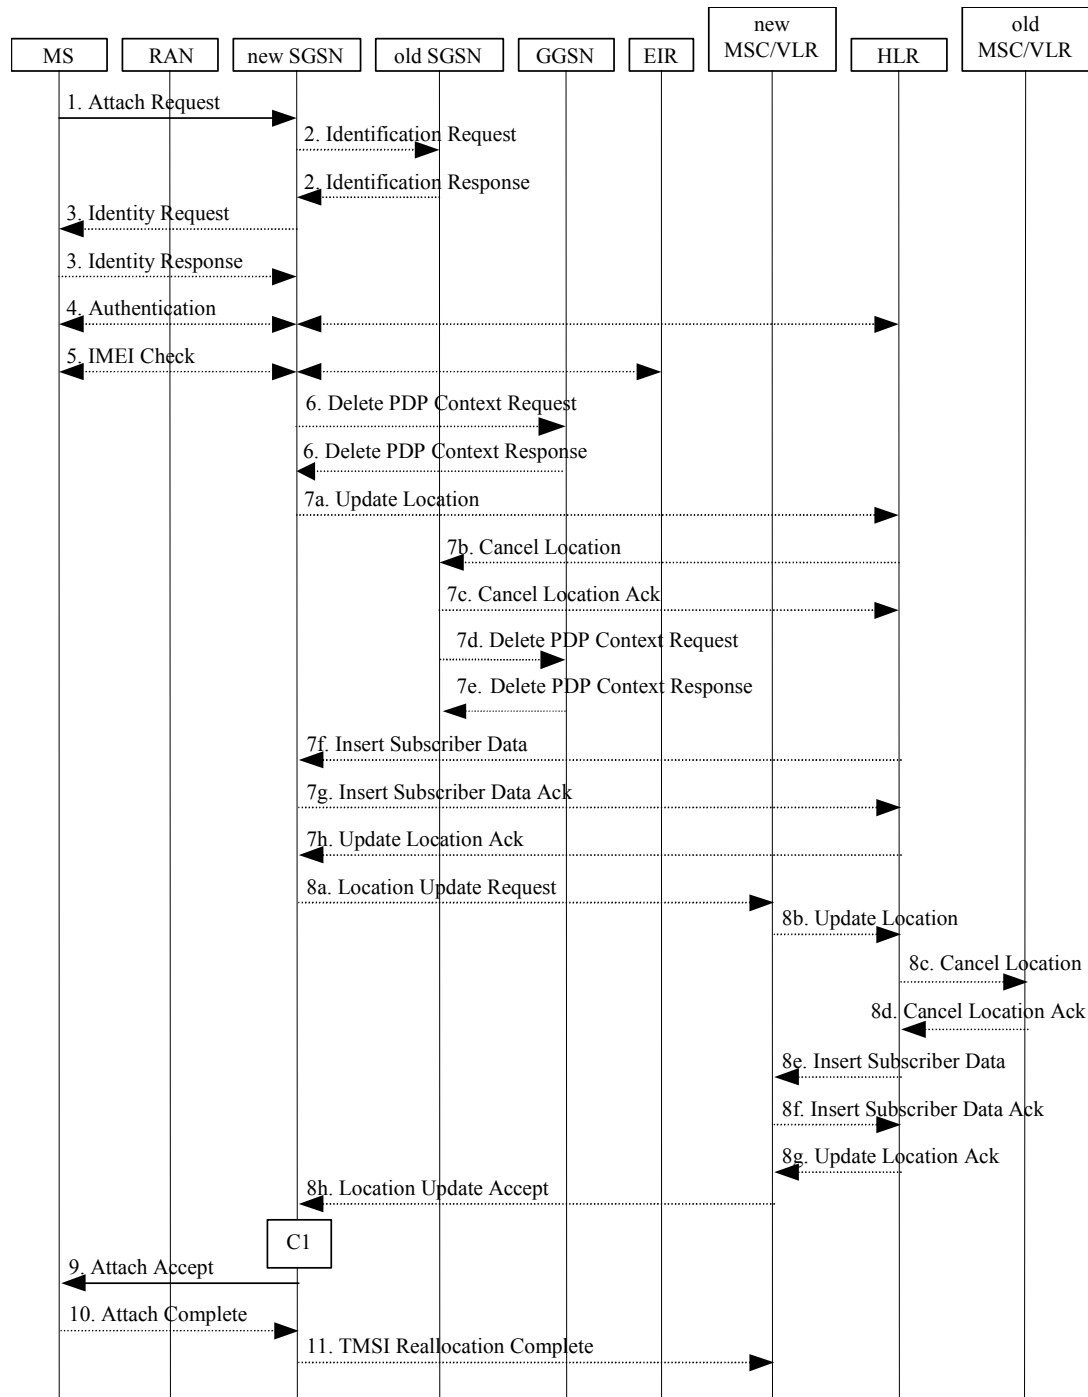 new
MSC/VLR
old
MSC/VLR
MS
RAN
new SGSN
old SGSN
GGSN
EIR
HLR
1. Attach Request
2. Identification Request
2. Identification Response
3. Identity Request
3. Identity Response
4. Authentication
5. IMEI Check
6. Delete PDP Context Request
6. Delete PDP Context Response
7a. Update Location
7b. Cancel Location
7c. Cancel Location Ack
7d. Delete PDP Context Request
7e. Delete PDP Context Response
7f. Insert Subscriber Data
7g. Insert Subscriber Data Ack
7h. Update Location Ack
8a. Location Update Request
8b. Update Location
8c. Cancel Location
8d. Cancel Location Ack
8e. Insert Subscriber Data
8f. Insert Subscriber Data Ack
8g. Update Location Ack
8h. Location Update Accept
C1
9. Attach Accept
10. Attach Complete
11. TMSI Reallocation Complete